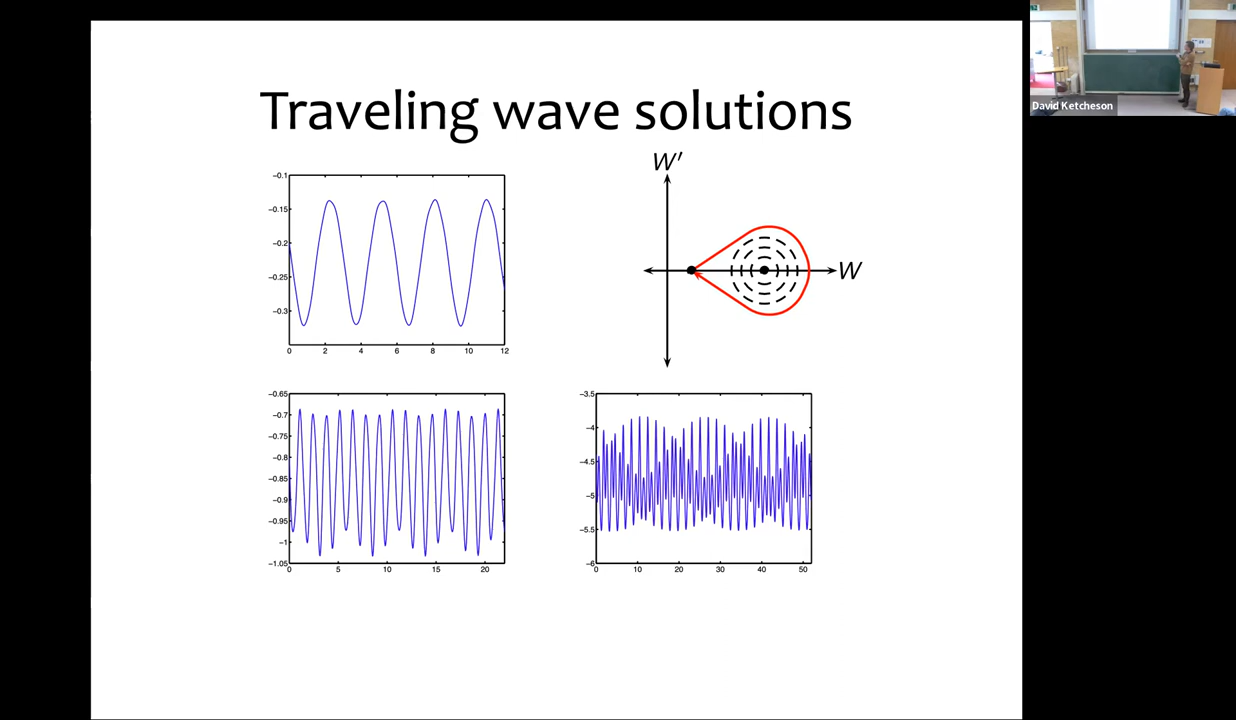 David Ketcheson
Traveling wave solutions
W′
W
−0.1
−0.15
−0.2
−0.25
−0.3
0 2 4 6 8 10 12
−0.65
−0.7
−0.75
−0.8
−0.85
−0.9
−0.95
−1
−1.05
0 5 10 15 20
−3.5
−4
−4.5
−5
−5.5
−6
0 10 20 30 40 50